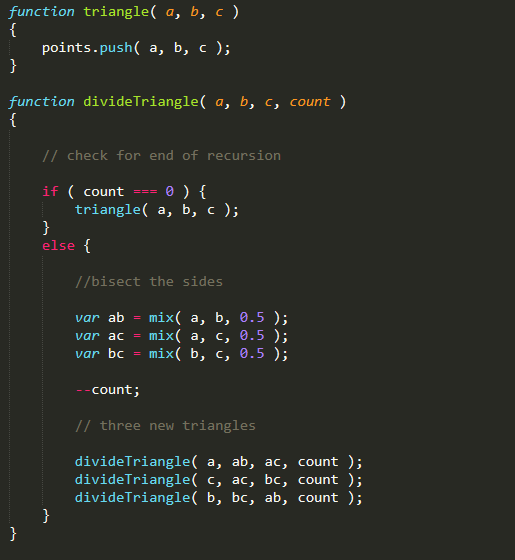 function triangle( a, b, c )
{
    points.push( a, b, c );
}

function divideTriangle( a, b, c, count )
{

    // check for end of recursion

    if ( count === 0 ) {
        triangle( a, b, c );
    }
    else {

        //bisect the sides

        var ab = mix( a, b, 0.5 );
        var ac = mix( a, c, 0.5 );
        var bc = mix( b, c, 0.5 );

        --count;

        // three new triangles

        divideTriangle( a, ab, ac, count );
        divideTriangle( c, ac, bc, count );
        divideTriangle( b, bc, ab, count );
    }
}